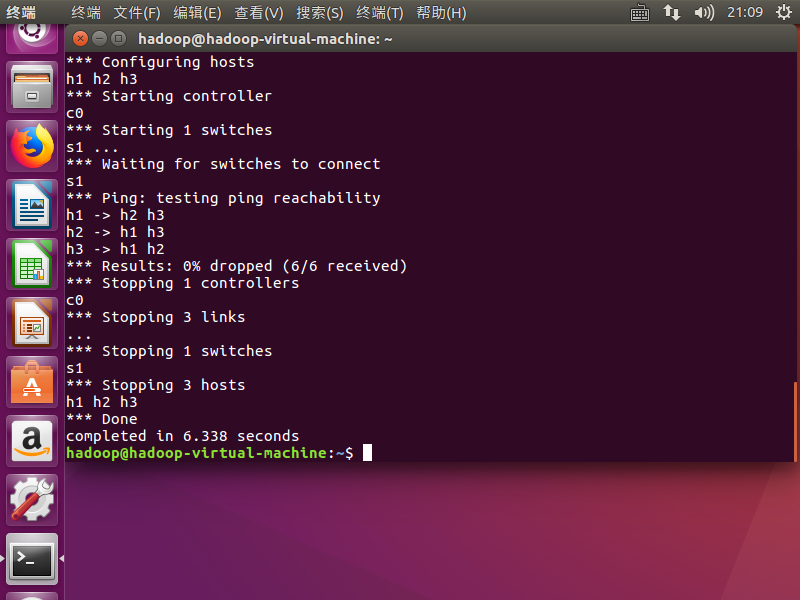 终端
终端 文件(F) 编辑(E) 查看(V) 搜索(S) 终端(T) 帮助(H)
21:09
hadoop@hadoop-virtual-machine: ~
*** Configuring hosts
h1 h2 h3
*** Starting controller
c0
*** Starting 1 switches
s1 ...
*** Waiting for switches to connect
s1
*** Ping: testing ping reachability
h1 -> h2 h3
h2 -> h1 h3
h3 -> h1 h2
*** Results: 0% dropped (6/6 received)
*** Stopping 1 controllers
c0
*** Stopping 3 links
...
*** Stopping 1 switches
s1
*** Stopping 3 hosts
h1 h2 h3
*** Done
completed in 6.338 seconds
hadoop@hadoop-virtual-machine:~$